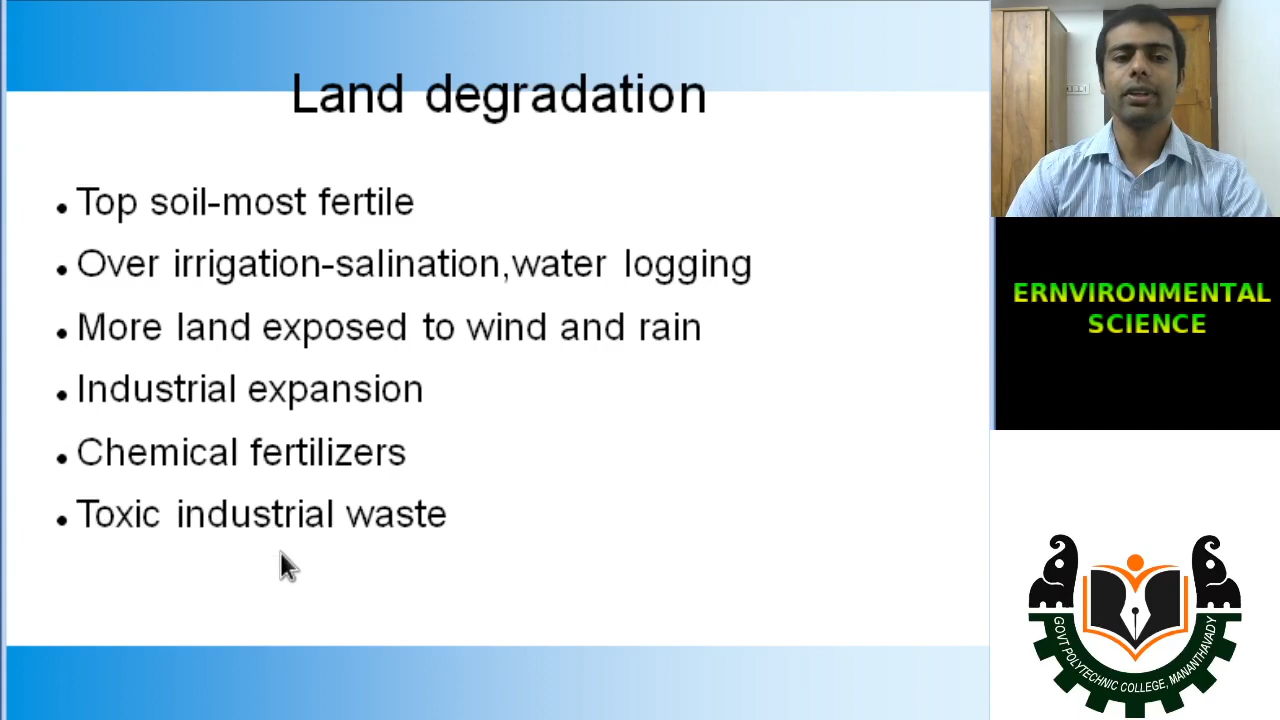 Land degradation
Top soil-most fertile
Over irrigation-salination,water logging
More land exposed to wind and rain
Industrial expansion
Chemical fertilizers
Toxic industrial waste
ERNVIRONMENTAL
SCIENCE
GOVT POLYTECHNIC COLLEGE, MANANTHAVADY